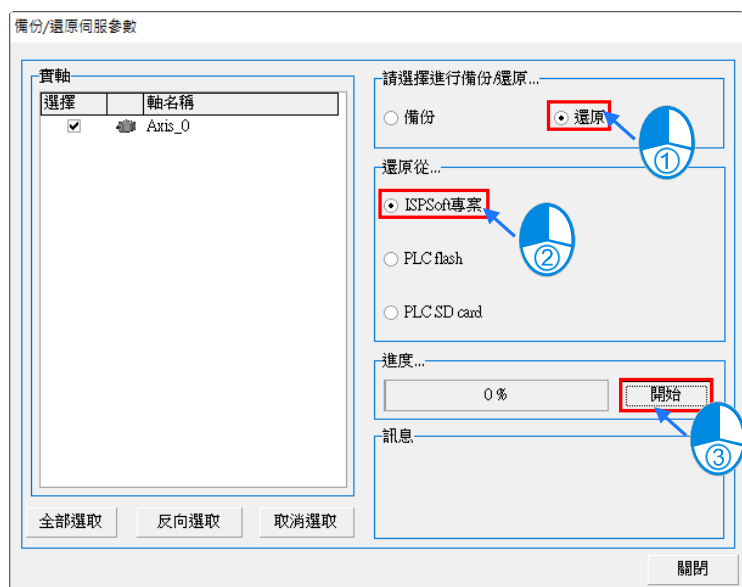 備份/還原伺服參數
實軸
選擇 軸名稱
Axis_0
全部選取 反向選取 取消選取
請選擇進行備份/還原...
備份 還原
①
還原從...
ISPSoft專案
②
PLC flash
PLC SD card
進度...
0 % 開始
③
訊息
關閉